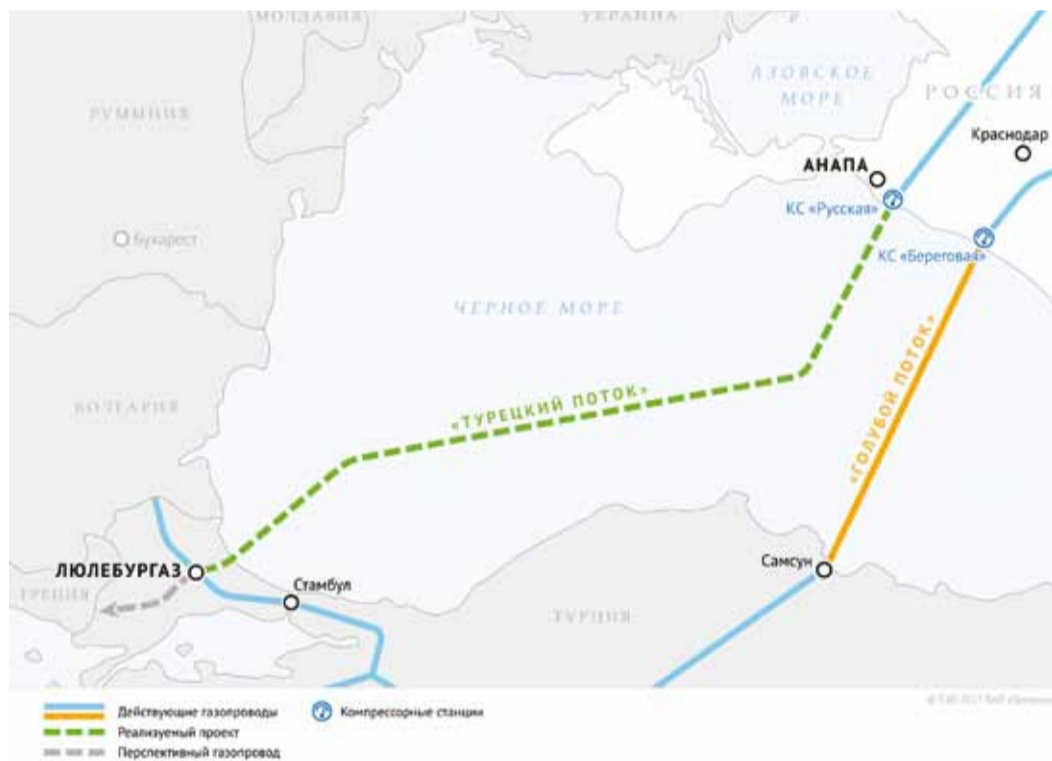 МОЛДАВИЯ
УКРАИНА
АЗОВСКОЕ
МОРЕ
РОССИЯ
РУМЫНИЯ
Краснодар
АНАПА
КС «Русская»
Бухарест
КС «Береговая»
ЧЕРНОЕ МОРЕ
«ТУРЕЦКИЙ ПОТОК»
«ГОЛУБОЙ ПОТОК»
ЛЮЛЕБУРГАЗ
Самсун
Стамбул
ГРЕЦИЯ
ТУРЦИЯ
Действующие газопроводы
Компрессорные станции
Реализуемый проект
Перспективный газопровод